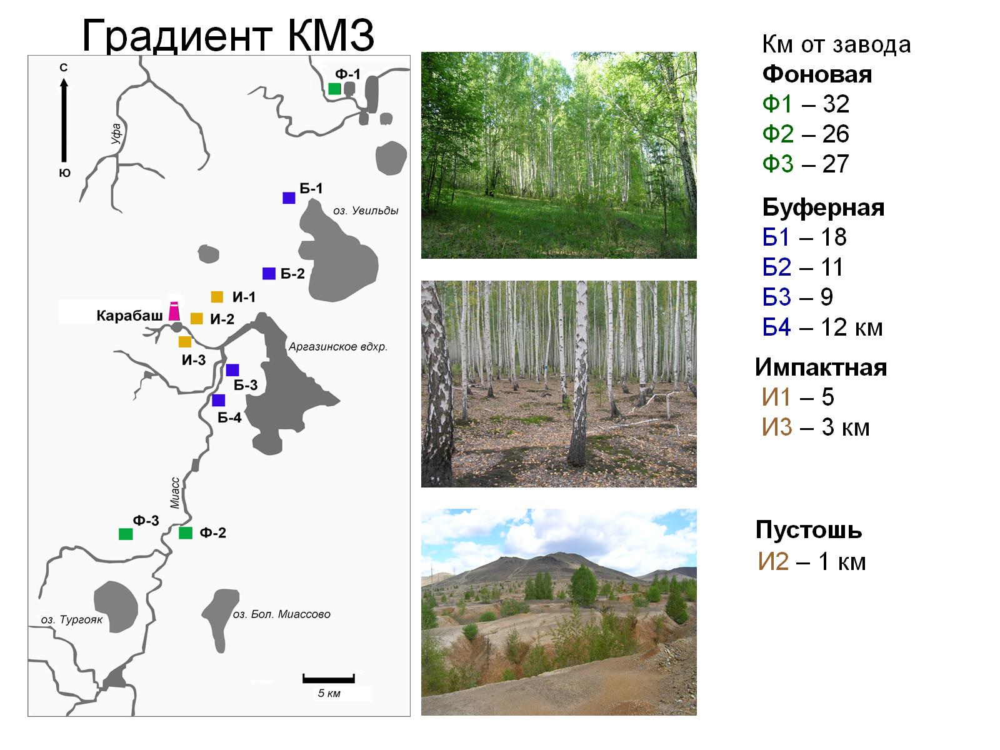 Градиент КМЗ
С
Ю
Уфа
Ф-1
Б-1
оз. Увильды
Б-2
И-1
Карабаш
И-2
И-3
Аргазинское вдхр.
Б-3
Б-4
Миасс
Ф-3
Ф-2
оз. Тургояк
оз. Бол. Миассово
5 км
Км от завода
Фоновая
Ф1 – 32
Ф2 – 26
Ф3 – 27
Буферная
Б1 – 18
Б2 – 11
Б3 – 9
Б4 – 12 км
Импактная
И1 – 5
И3 – 3 км
Пустошь
И2 – 1 км